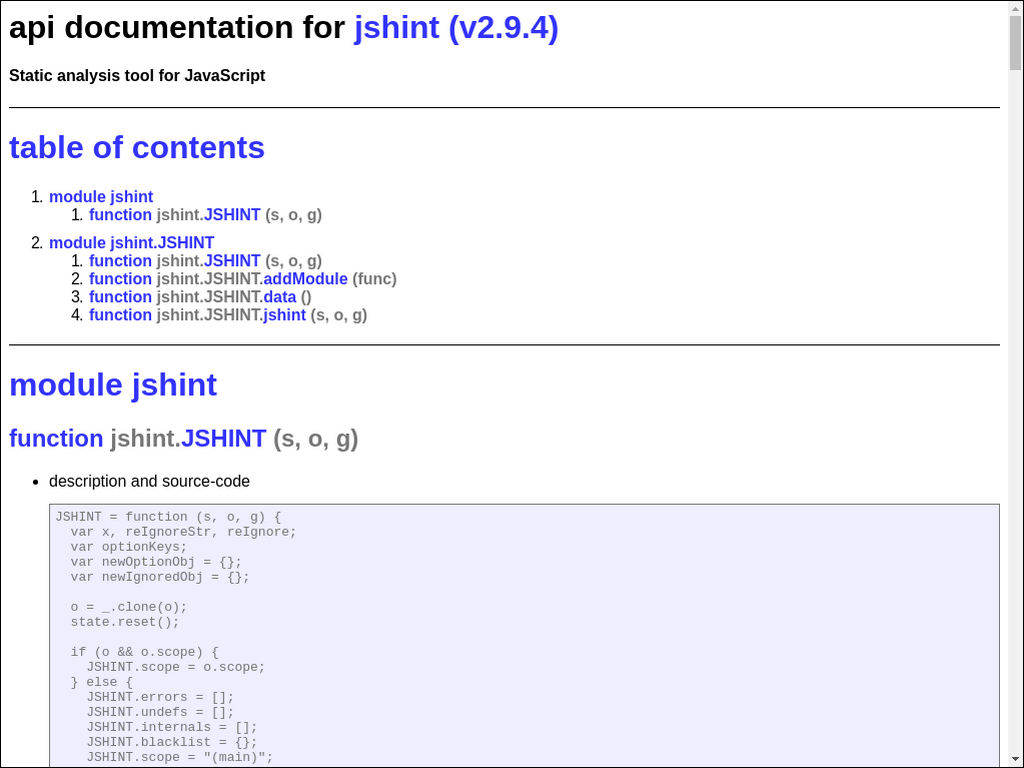 api documentation for jshint (v2.9.4)
Static analysis tool for JavaScript
table of contents
1. module jshint
1. function jshint.JSHINT (s, o, g)
2. module jshint.JSHINT
1. function jshint.JSHINT (s, o, g)
2. function jshint.JSHINT.addModule (func)
3. function jshint.JSHINT.data ()
4. function jshint.JSHINT.jshint (s, o, g)
module jshint
function jshint.JSHINT (s, o, g)
• description and source-code
JSHINT = function (s, o, g) {
  var x, reIgnoreStr, reIgnore;
  var optionKeys;
  var newOptionObj = {};
  var newIgnoredObj = {};
  o = _.clone(o);
  state.reset();
  if (o && o.scope) {
    JSHINT.scope = o.scope;
  } else {
    JSHINT.errors = [];
    JSHINT.undefs = [];
    JSHINT.internals = [];
    JSHINT.blacklist = {};
    JSHINT.scope = "(main)";